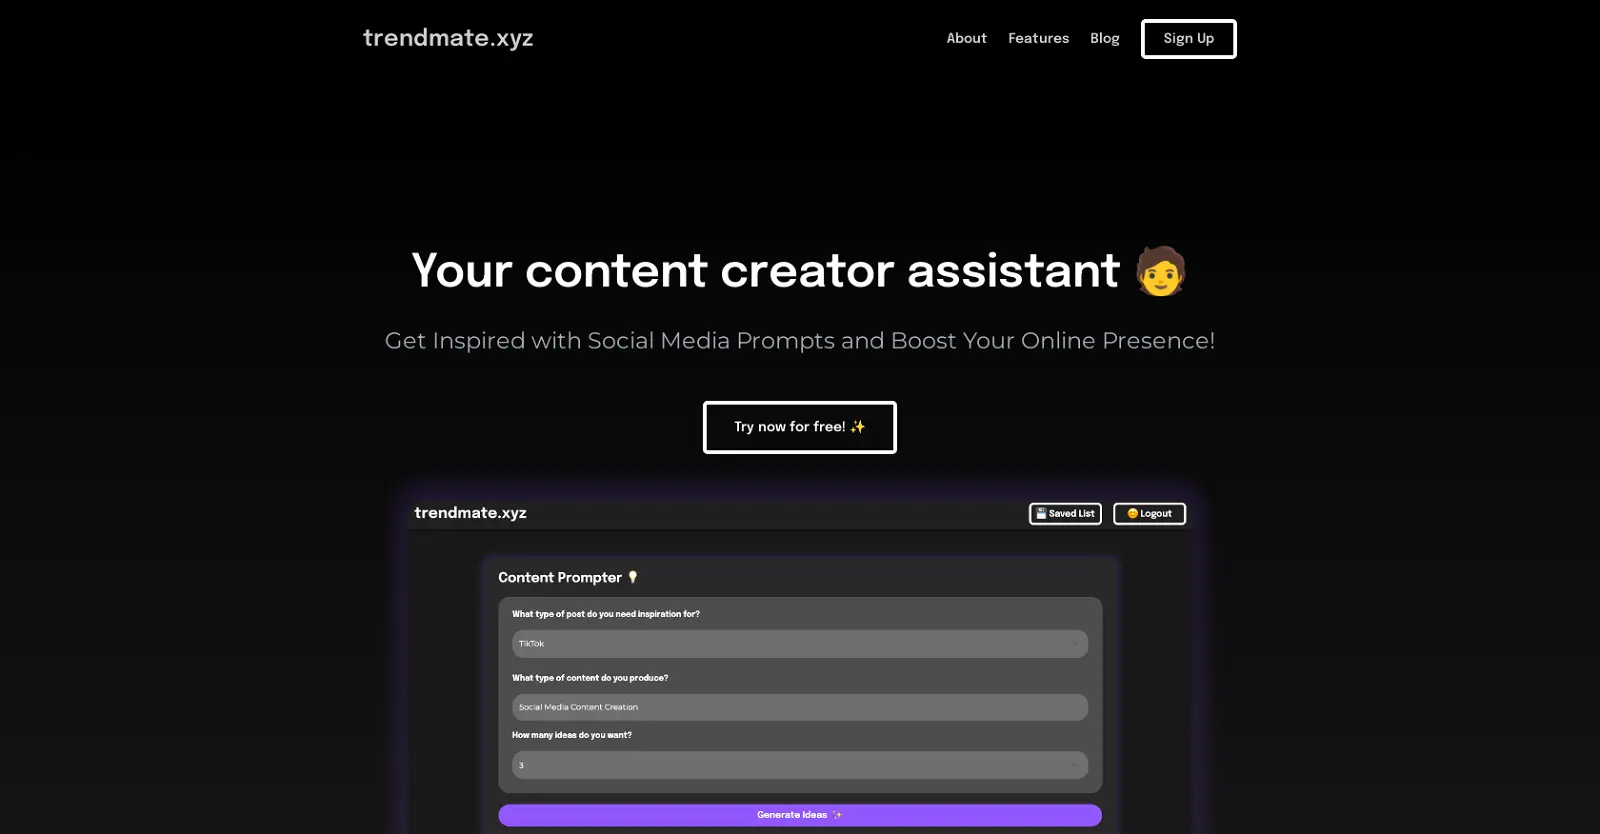 trendmate.xyz
About Features Blog Sign Up
Your content creator assistant 🧑
Get Inspired with Social Media Prompts and Boost Your Online Presence!
Try now for free! ✨
trendmate.xyz
💾 Saved List 😊 Logout
Content Prompter 💡
What type of post do you need inspiration for?
TikTok
What type of content do you produce?
Social Media Content Creation
How many ideas do you want?
3
Generate Ideas ✨